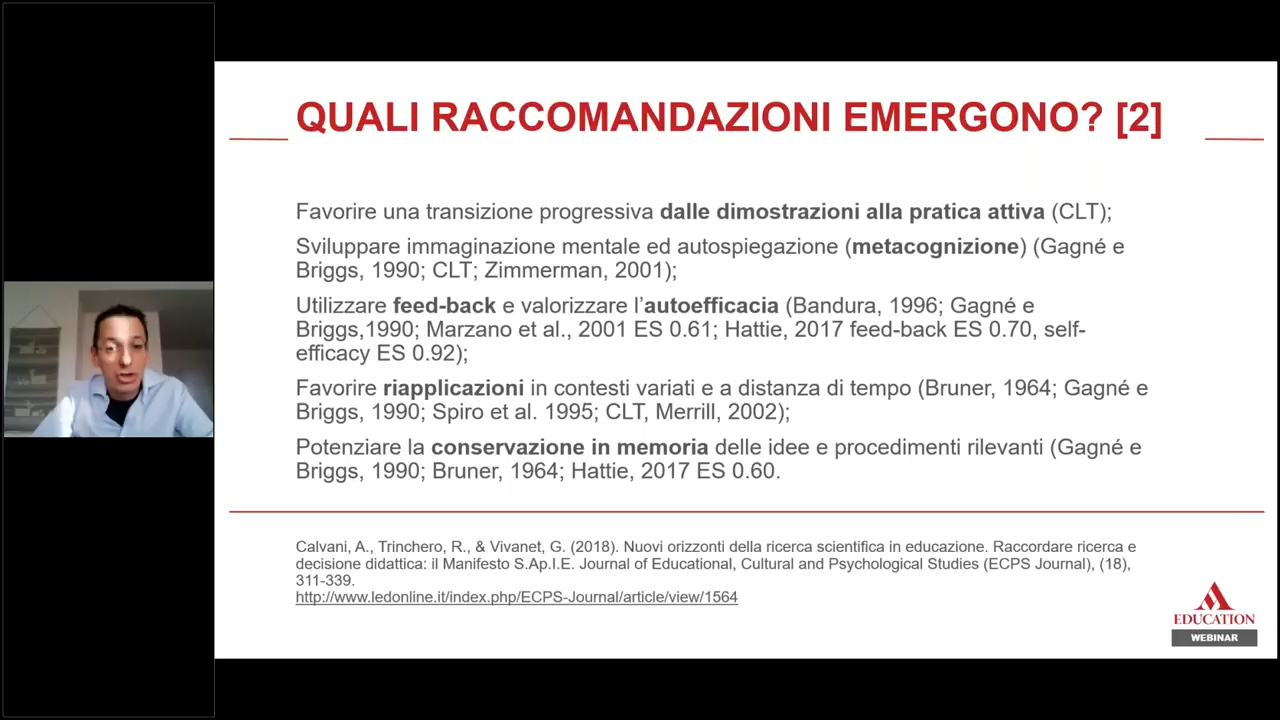 QUALI RACCOMANDAZIONI EMERGONO? [2]
Favorire una transizione progressiva dalle dimostrazioni alla pratica attiva (CLT);
Sviluppare immaginazione mentale ed autospiegazione (metacognizione) (Gagné e
Briggs, 1990; CLT; Zimmerman, 2001);
Utilizzare feed-back e valorizzare l’autoefficacia (Bandura, 1996; Gagné e
Briggs,1990; Marzano et al., 2001 ES 0.61; Hattie, 2017 feed-back ES 0.70, self-
efficacy ES 0.92);
Favorire riapplicazioni in contesti variati e a distanza di tempo (Bruner, 1964; Gagné e
Briggs, 1990; Spiro et al. 1995; CLT, Merrill, 2002);
Potenziare la conservazione in memoria delle idee e procedimenti rilevanti (Gagné e
Briggs, 1990; Bruner, 1964; Hattie, 2017 ES 0.60.
Calvani, A., Trinchero, R., & Vivanet, G. (2018). Nuovi orizzonti della ricerca scientifica in educazione. Raccordare ricerca e
decisione didattica: il Manifesto S.Ap.I.E. Journal of Educational, Cultural and Psychological Studies (ECPS Journal), (18),
311-339.
http://www.ledonline.it/index.php/ECPS-Journal/article/view/1564
EDUCATION
WEBINAR